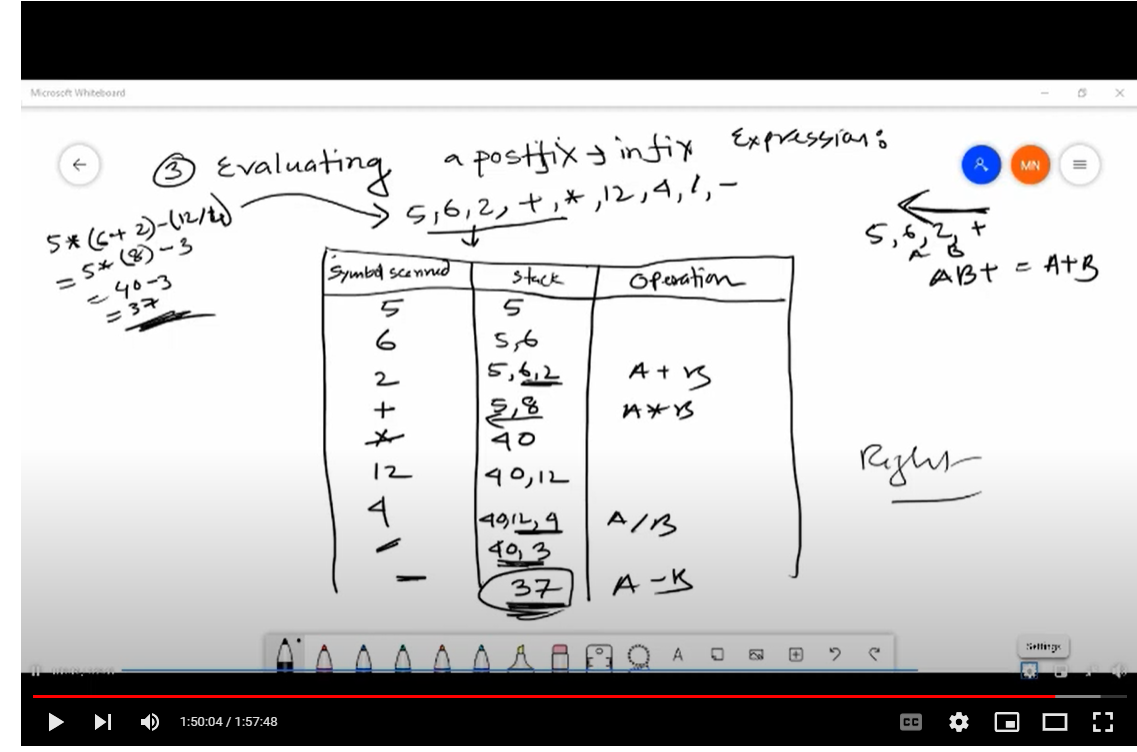 Microsoft Whiteboard
③ Evaluating a postfix → infix Expression:
MN
5,6,2,+,*,12,4,/,-
5*(6+2)-(12/4)
= 5*(8)-3
= 40-3
= 37
5,6,2,+
A B
AB+ = A+B
Symbol scanned Stack Operation
5 5
6 5,6
2 5,6,2 A+B
+ 5,8 A*B
* 40
12 40,12
4 40,12,4 A/B
/ 40,3
- 37 A-B
Right
A
Settings
1:50:04 / 1:57:48
CC